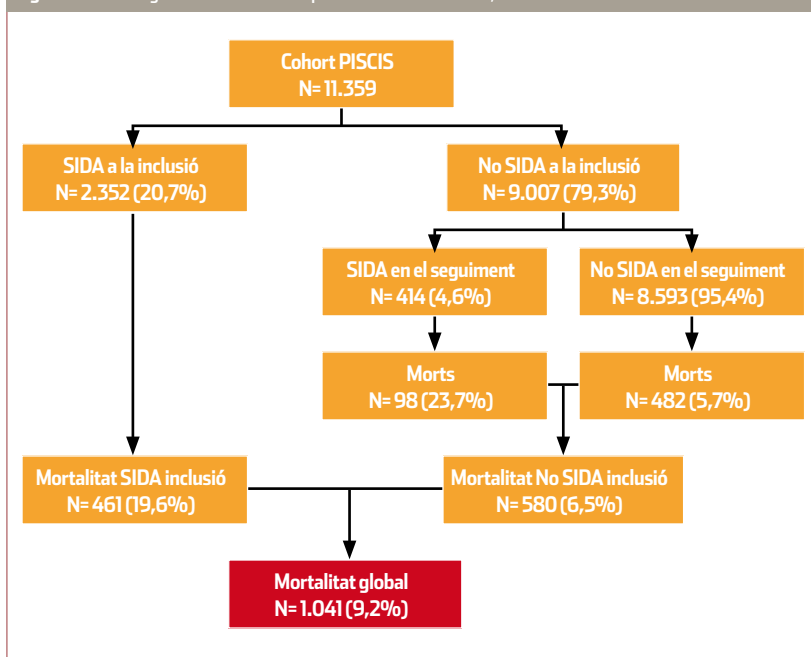 Cohort PISCIS
N= 11.359
SIDA a la inclusió
N= 2.352 (20,7%)
No SIDA a la inclusió
N= 9.007 (79,3%)
SIDA en el seguiment
N= 414 (4,6%)
No SIDA en el seguiment
N= 8.593 (95,4%)
Morts
N= 98 (23,7%)
Morts
N= 482 (5,7%)
Mortalitat SIDA inclusió
N= 461 (19,6%)
Mortalitat No SIDA inclusió
N= 580 (6,5%)
Mortalitat global
N= 1.041 (9,2%)